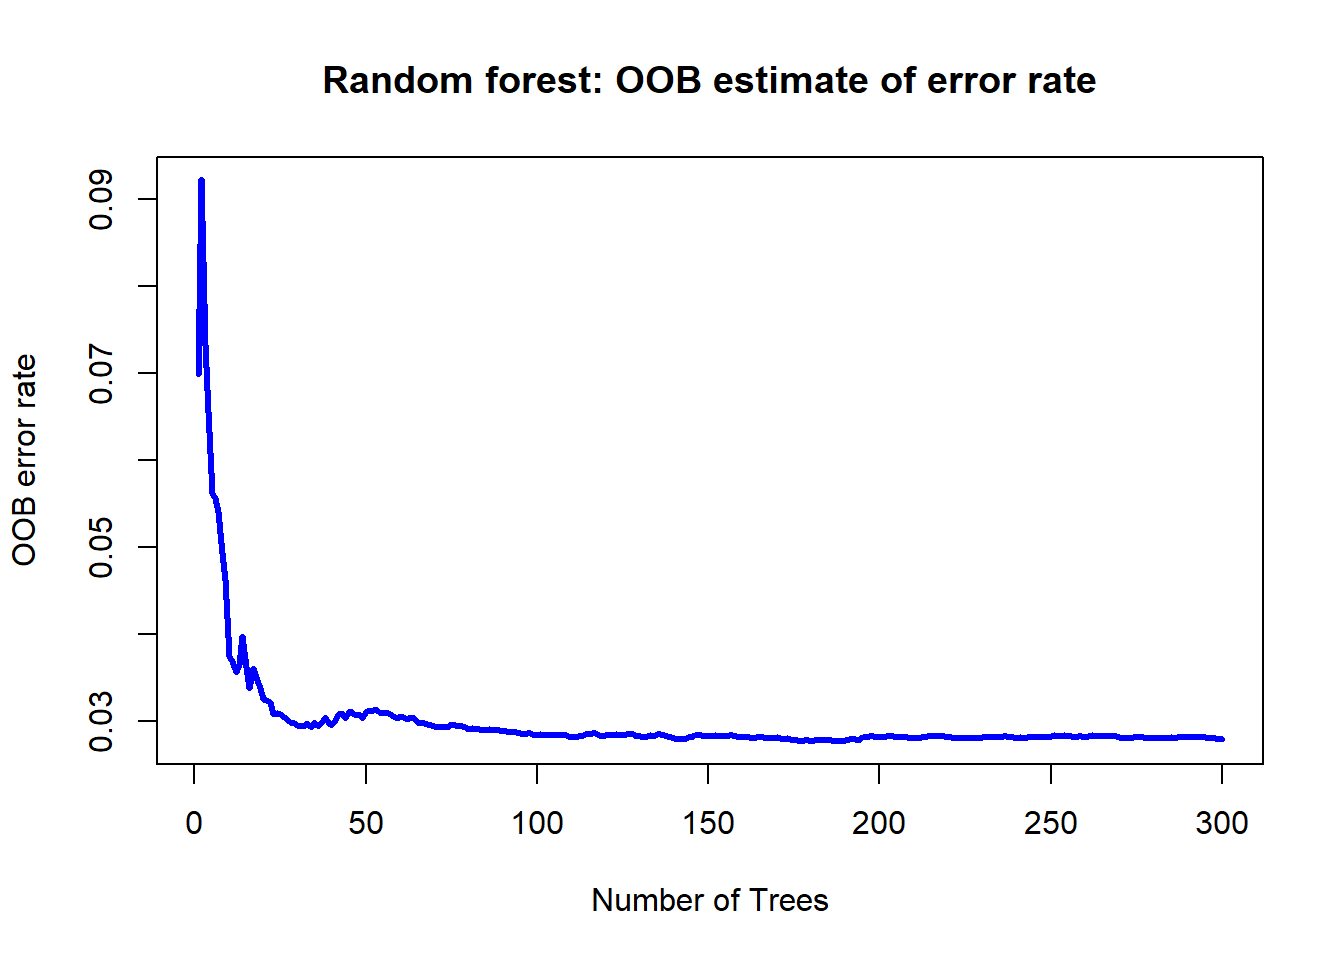 Random forest: OOB estimate of error rate
OOB error rate
0.09
0.07
0.05
0.03
0 50 100 150 200 250 300
Number of Trees